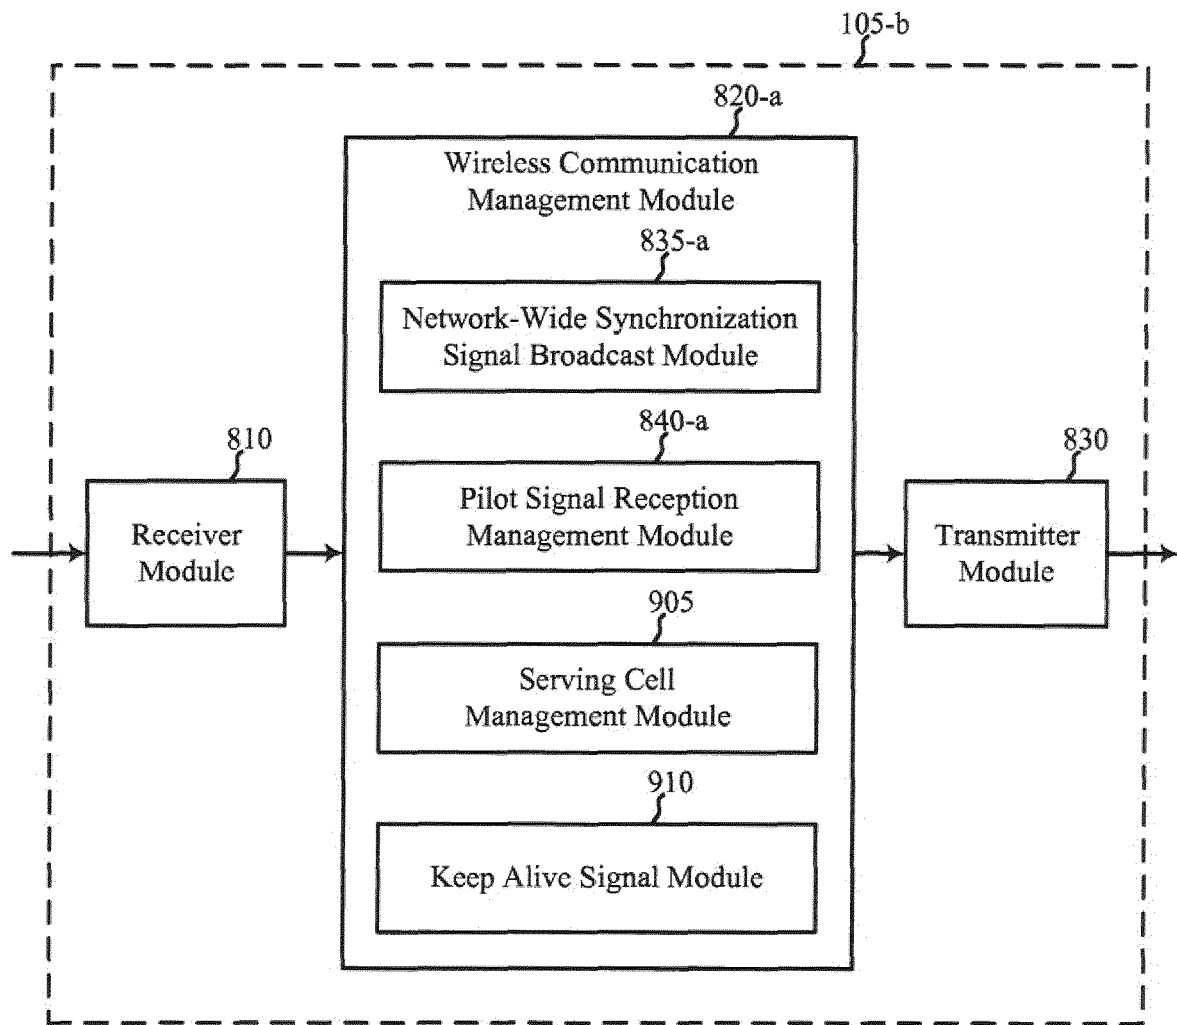 105-b
820-a
Wireless Communication
Management Module
835-a
Network-Wide Synchronization
Signal Broadcast Module
840-a
Pilot Signal Reception
Management Module
810
Receiver
Module
830
Transmitter
Module
905
Serving Cell
Management Module
910
Keep Alive Signal Module